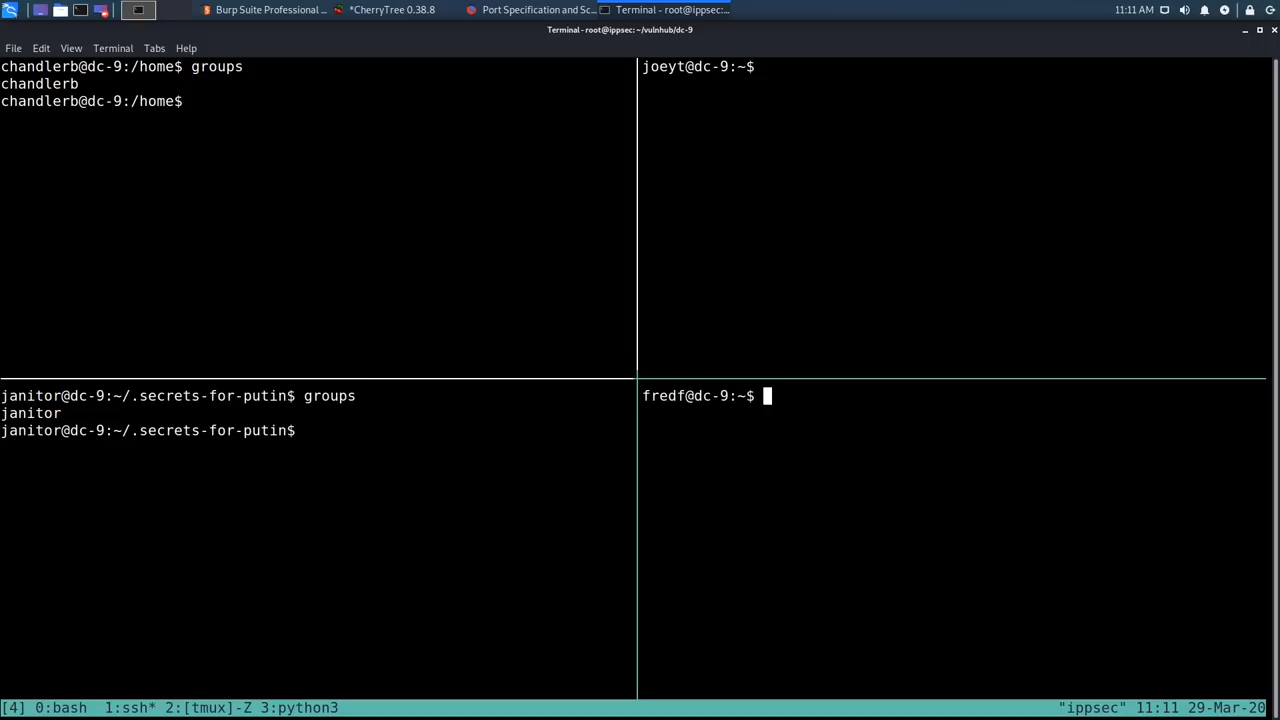 Burp Suite Professional ...
*CherryTree 0.38.8
Port Specification and Sc...
Terminal - root@ippsec:...
11:11 AM
Terminal - root@ippsec: ~/vulnhub/dc-9
File Edit View Terminal Tabs Help
chandlerb@dc-9:/home$ groups
chandlerb
chandlerb@dc-9:/home$
joeyt@dc-9:~$
janitor@dc-9:~/.secrets-for-putin$ groups
janitor
janitor@dc-9:~/.secrets-for-putin$
fredf@dc-9:~$
[4] 0:bash 1:ssh* 2:[tmux]-Z 3:python3
"ippsec" 11:11 29-Mar-20